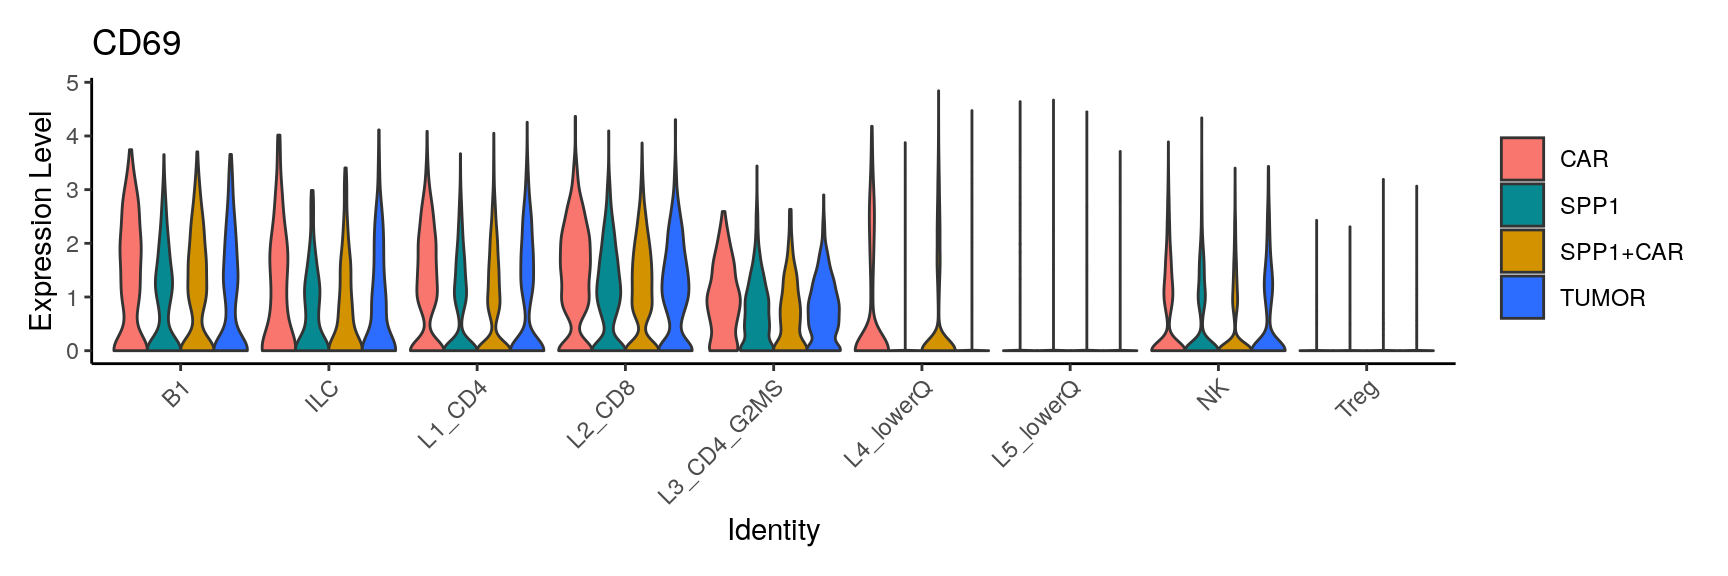 CD69
Expression Level
5
4
3
2
1
0
B1
ILC
L1_CD4
L2_CD8
L3_CD4_G2MS
L4_lowerQ
L5_lowerQ
NK
Treg
Identity
CAR
SPP1
SPP1+CAR
TUMOR